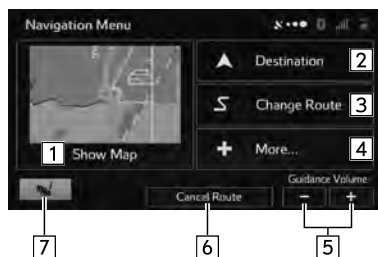 Navigation Menu
Destination 2
Change Route 3
1 Show Map
More... 4
Guidance Volume
Cancel Route - +
7 6 5